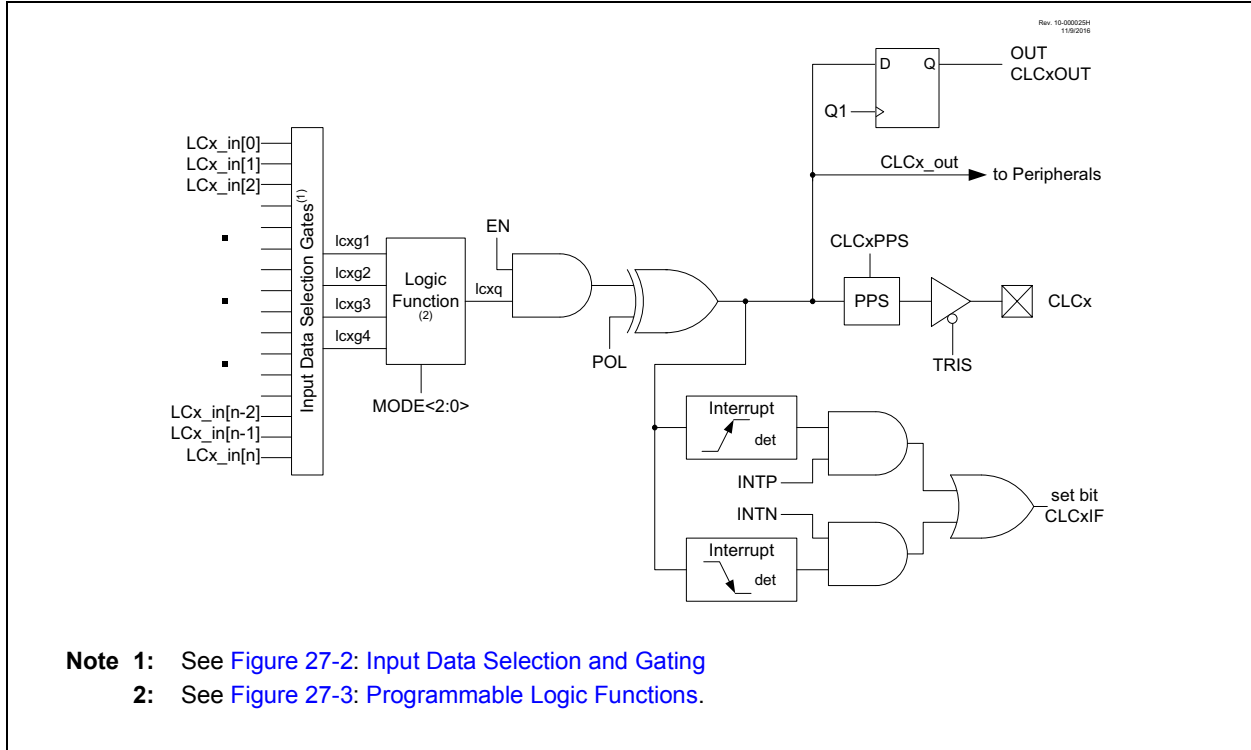 Rev. 10-000025H
11/9/2016
OUT
CLCxOUT
D
Q
Q1
CLCx_out
to Peripherals
LCx_in[0]
LCx_in[1]
LCx_in[2]
LCx_in[n-2]
LCx_in[n-1]
LCx_in[n]
Input Data Selection Gates(1)
lcxg1
lcxg2
lcxg3
lcxg4
Logic
Function
(2)
MODE<2:0>
lcxq
EN
POL
CLCxPPS
PPS
TRIS
CLCx
Interrupt
det
INTP
INTN
Interrupt
det
set bit
CLCxIF
Note 1: See Figure 27-2: Input Data Selection and Gating
2: See Figure 27-3: Programmable Logic Functions.